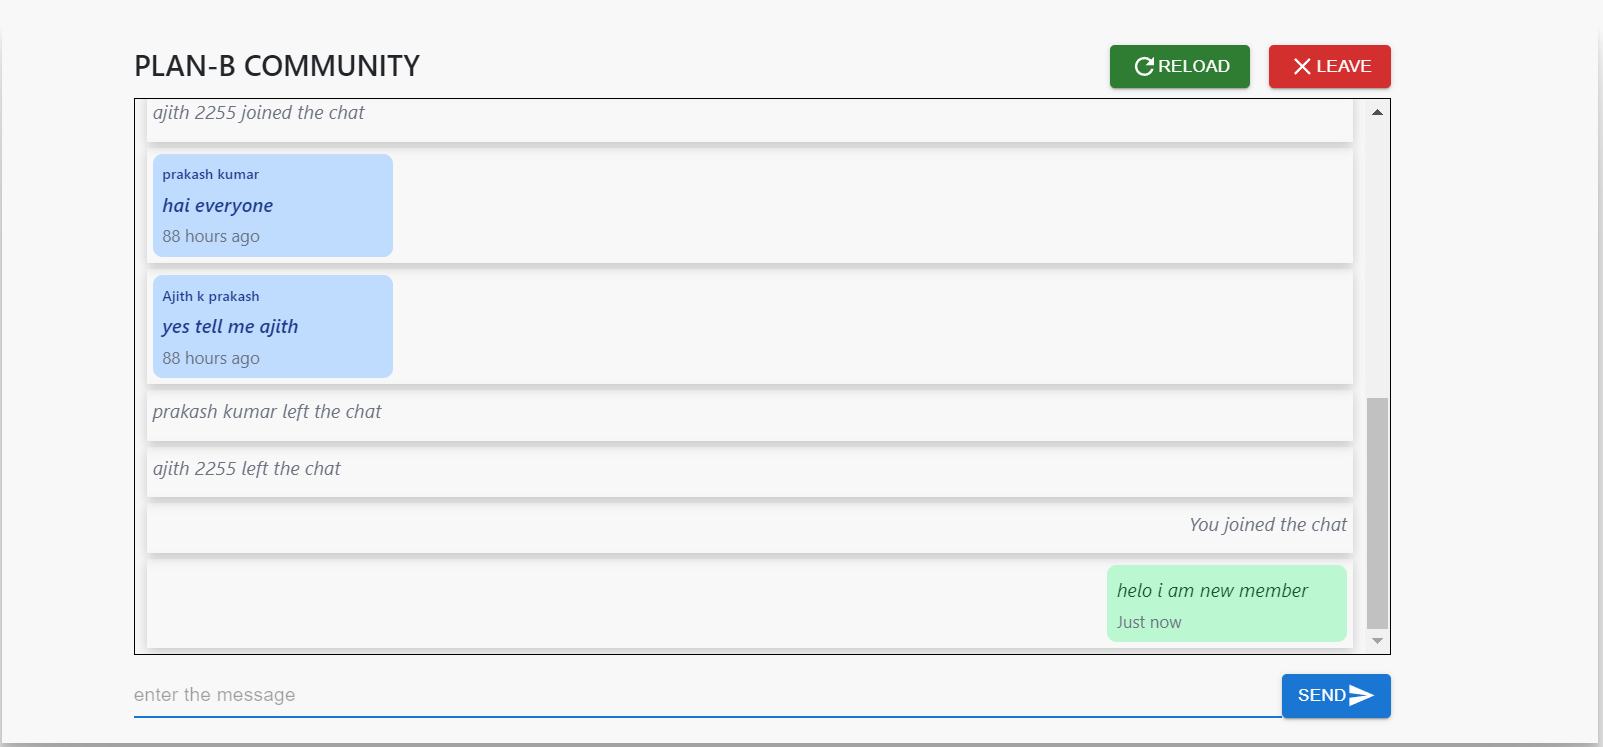 PLAN-B COMMUNITY
RELOAD
LEAVE
ajith 2255 joined the chat
prakash kumar
hai everyone
88 hours ago
Ajith k prakash
yes tell me ajith
88 hours ago
prakash kumar left the chat
ajith 2255 left the chat
You joined the chat
helo i am new member
Just now
enter the message
SEND